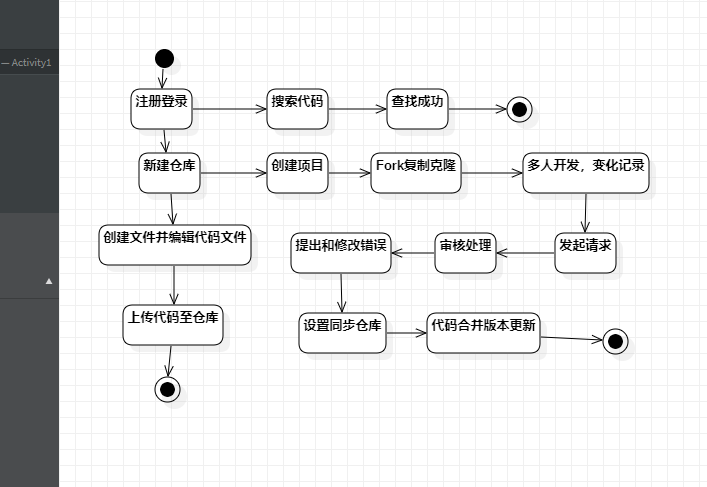 — Activity1
注册登录
搜索代码
查找成功
新建仓库
创建项目
Fork复制克隆
多人开发，变化记录
创建文件并编辑代码文件
提出和修改错误
审核处理
发起请求
上传代码至仓库
设置同步仓库
代码合并版本更新